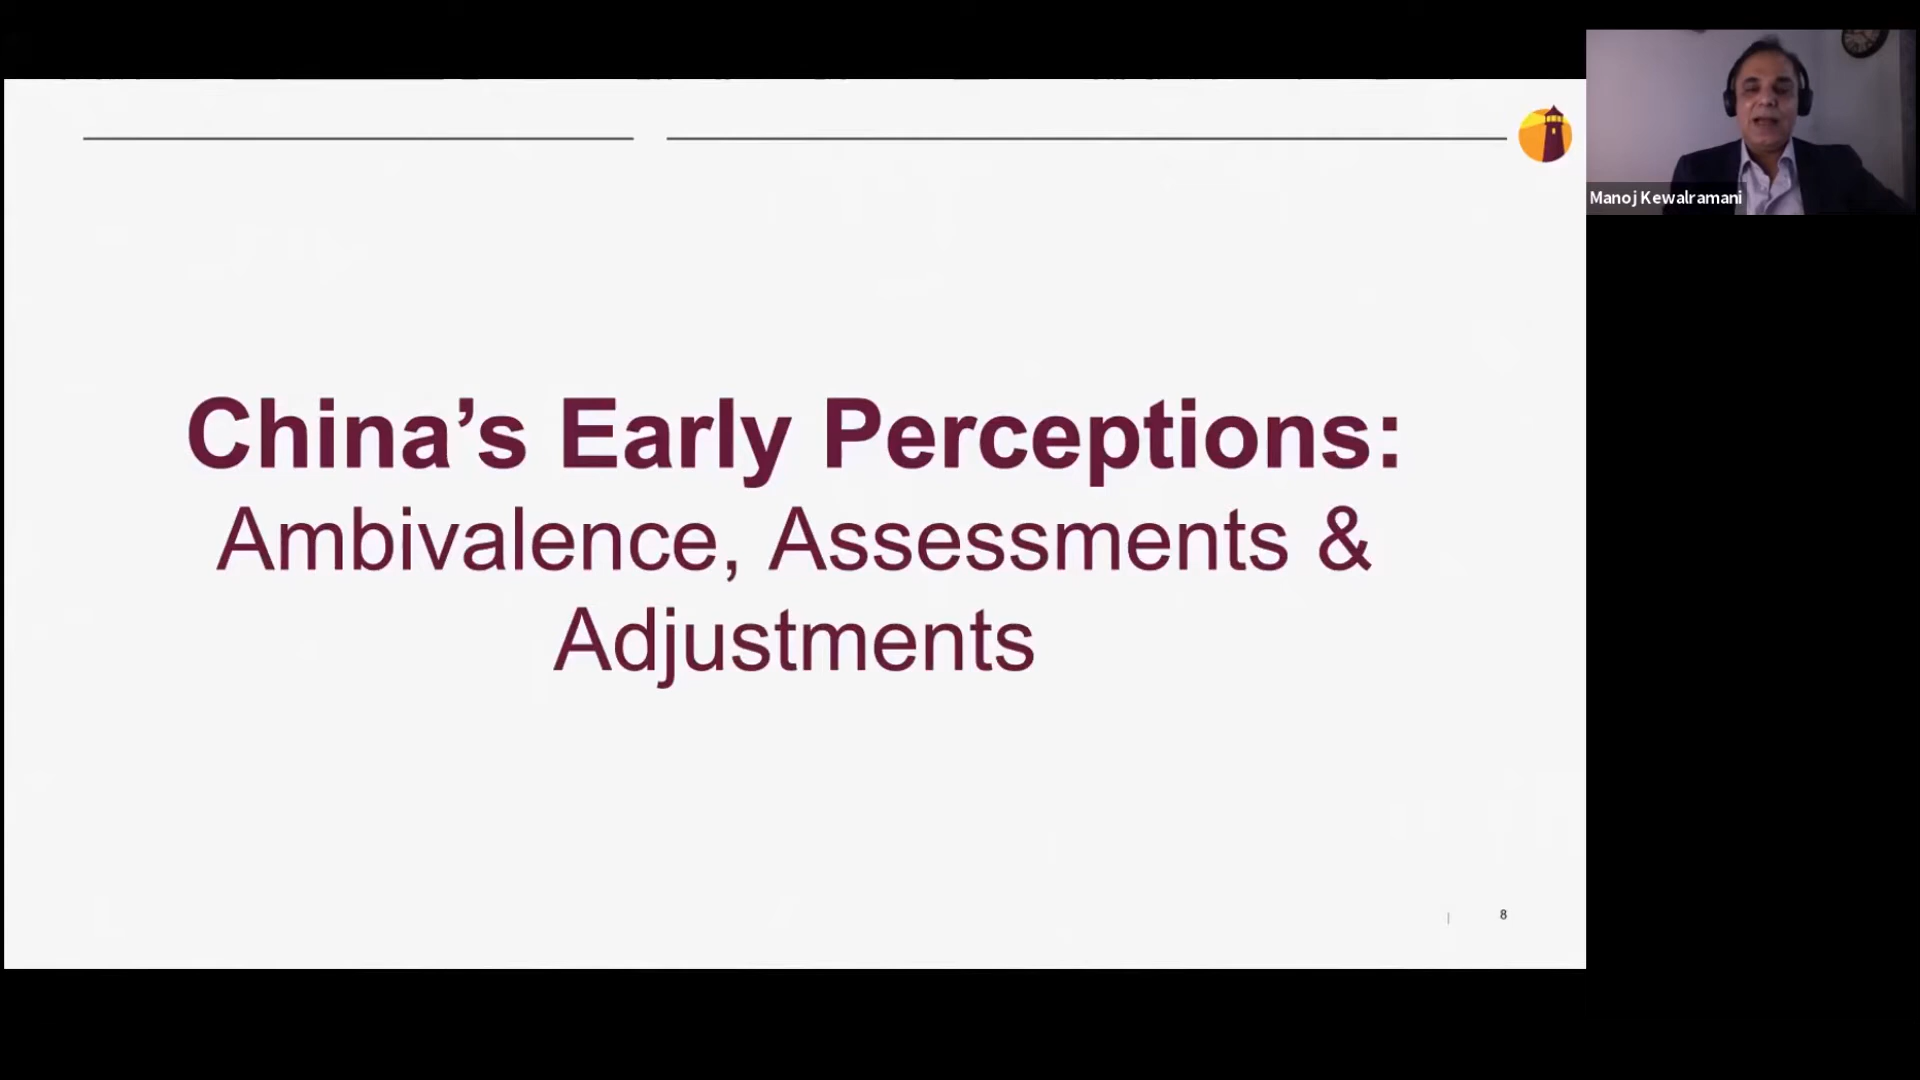 Manoj Kewalramani
China’s Early Perceptions:
Ambivalence, Assessments &
Adjustments
8